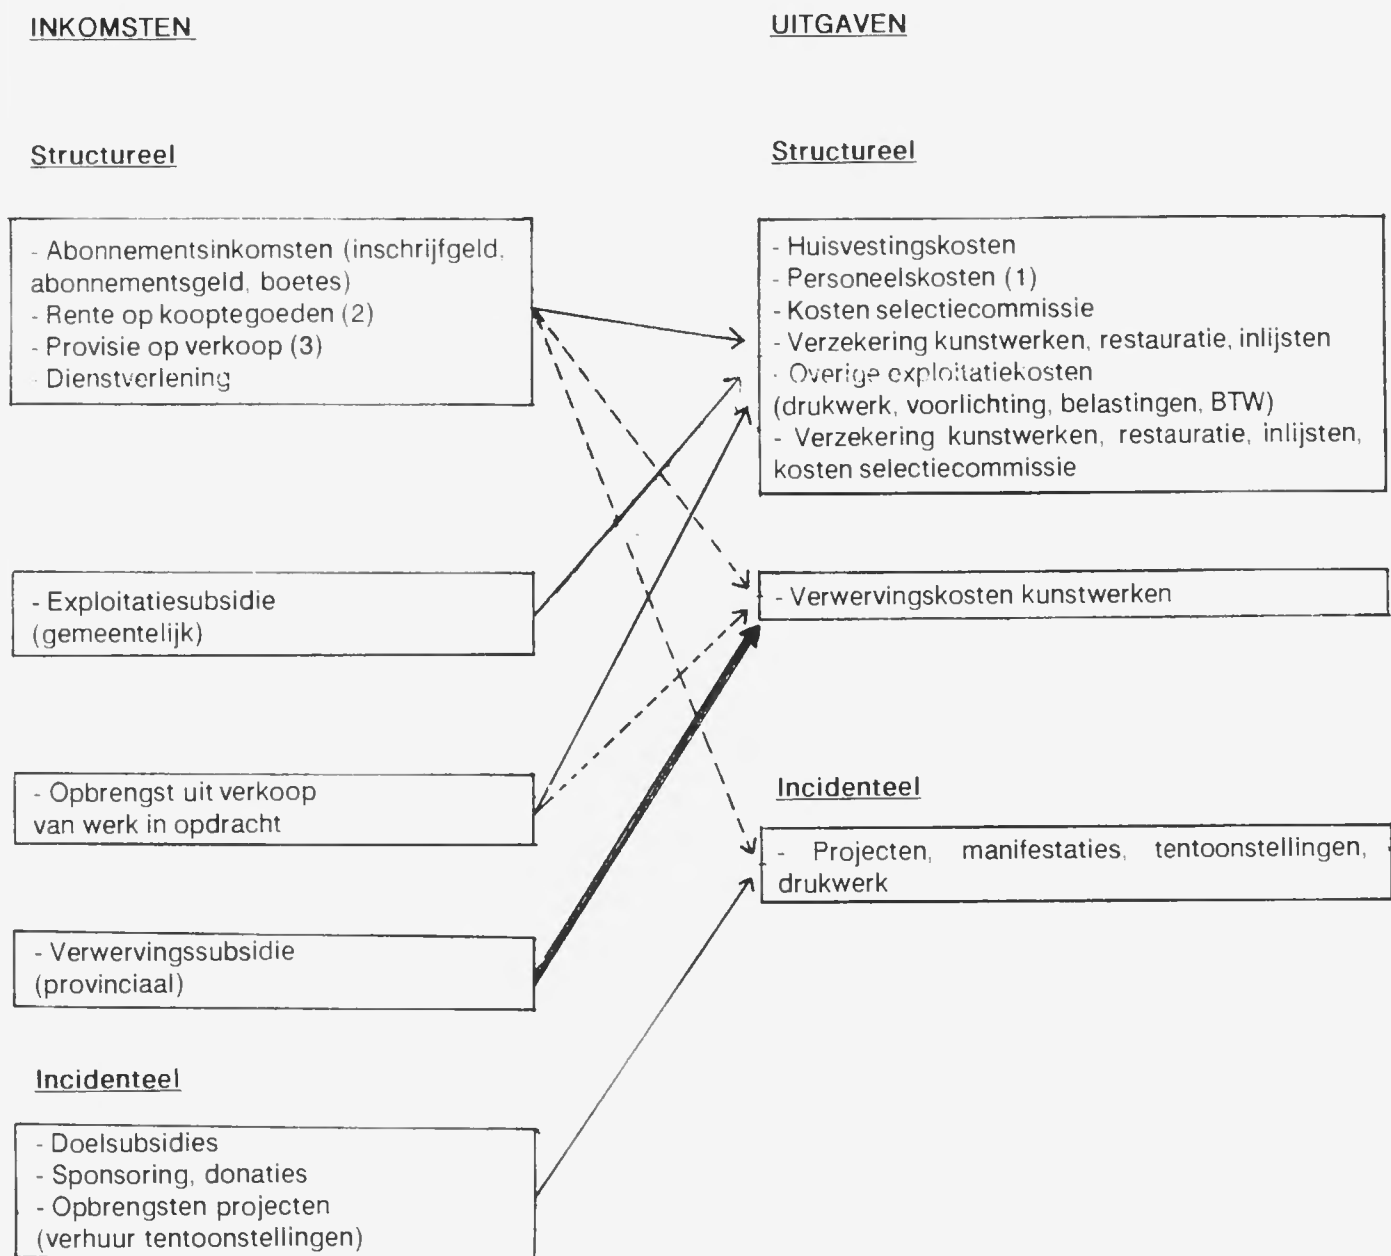 INKOMSTEN
Structureel
- Abonnementsinkomsten (inschrijfgeld,
abonnementsgeld, boetes)
- Rente op kooptegoeden (2)
- Provisie op verkoop (3)
- Dienstverlening
- Exploitatiesubsidie
(gemeentelijk)
- Opbrengst uit verkoop
van werk in opdracht
- Verwervingssubsidie
(provinciaal)
Incidenteel
- Doelsubsidies
- Sponsoring, donaties
- Opbrengsten projecten
(verhuur tentoonstellingen)
UITGAVEN
Structureel
- Huisvestingskosten
- Personeelskosten (1)
- Kosten selectiecommissie
- Verzekering kunstwerken, restauratie, inlijsten
- Overige exploitatiekosten
(drukwerk, voorlichting, belastingen, BTW)
- Verzekering kunstwerken, restauratie, inlijsten,
kosten selectiecommissie
- Verwervingskosten kunstwerken
Incidenteel
- Projecten, manifestaties, tentoonstellingen,
drukwerk